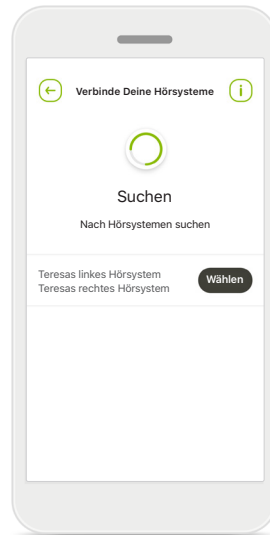 Verbinde Deine Hörsysteme
Suchen
Nach Hörsystemen suchen
Teresas linkes Hörsystem
Teresas rechtes Hörsystem
Wählen